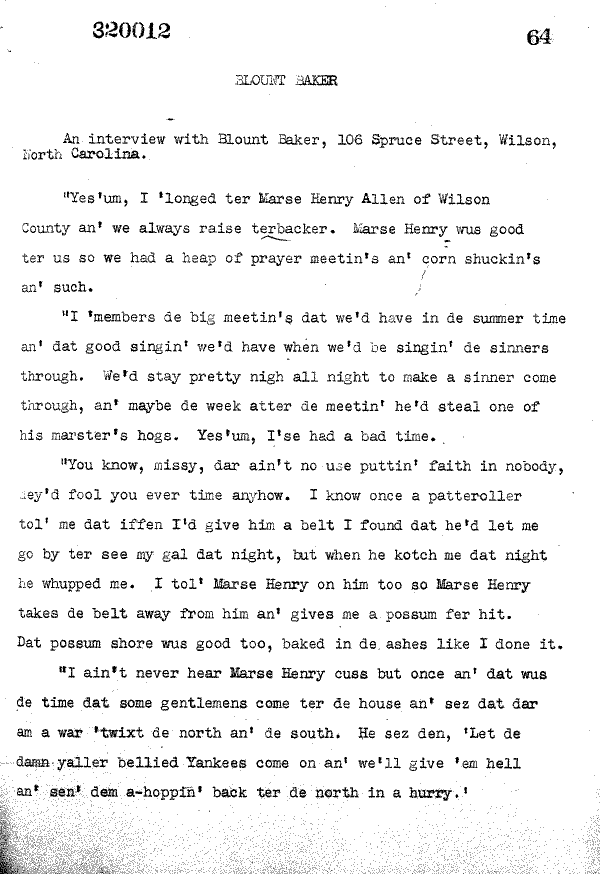 320012
64
BLOUNT BAKER
An interview with Blount Baker, 106 Spruce Street, Wilson,
North Carolina.
"Yes'um, I 'longed ter Marse Henry Allen of Wilson
County an' we always raise terbacker. Marse Henry wus good
ter us so we had a heap of prayer meetin's an' corn shuckin's
an' such.
"I 'members de big meetin's dat we'd have in de summer time
an' dat good singin' we'd have when we'd be singin' de sinners
through. We'd stay pretty nigh all night to make a sinner come
through, an' maybe de week atter de meetin' he'd steal one of
his marster's hogs. Yes'um, I'se had a bad time.
"You know, missy, dar ain't no use puttin' faith in nobody,
dey'd fool you ever time anyhow. I know once a patteroller
tol' me dat iffen I'd give him a belt I found dat he'd let me
go by ter see my gal dat night, but when he kotch me dat night
he whupped me. I tol' Marse Henry on him too so Marse Henry
takes de belt away from him an' gives me a possum fer hit.
Dat possum shore wus good too, baked in de ashes like I done it.
"I ain't never hear Marse Henry cuss but once an' dat wus
de time dat some gentlemens come ter de house an' sez dat dar
am a war 'twixt de north an' de south. He sez den, 'Let de
damn yaller bellied Yankees come on an' we'll give 'em hell
an' sen' dem a-hoppin' back ter de north in a hurry.'